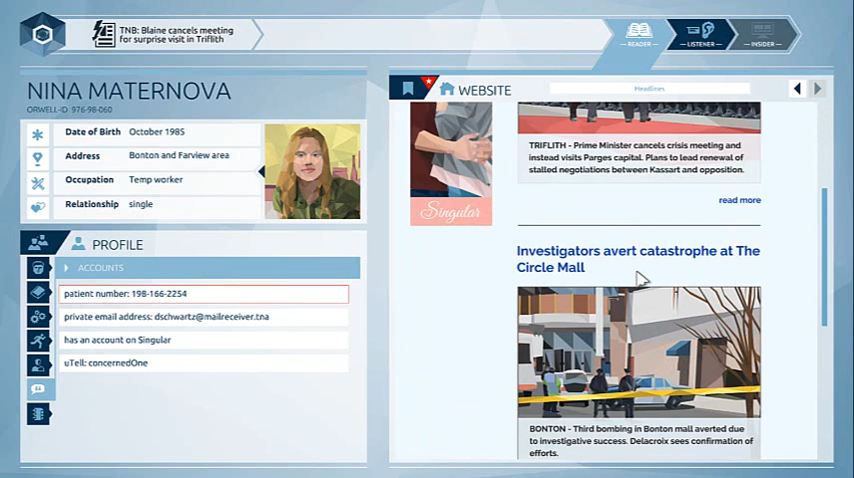 TNB: Blaine cancels meeting
for surprise visit in Triflith
READER
LISTENER
INSIDER
NINA MATERNOVA
ORWELL-ID 976-98-060
Date of Birth October 1985
Address Bonton and Farview area
Occupation Temp worker
Relationship single
PROFILE
ACCOUNTS
patient number: 198-166-2254
private email address: dschwartz@mailreceiver.tna
has an account on Singular
uTell: concernedOne
WEBSITE
Headlines
Singular
TRIFLITH - Prime Minister cancels crisis meeting and
instead visits Parges capital. Plans to lead renewal of
stalled negotiations between Kassart and opposition.
read more
Investigators avert catastrophe at The
Circle Mall
BONTON - Third bombing in Bonton mall averted due
to investigative success. Delacroix sees confirmation of
efforts.